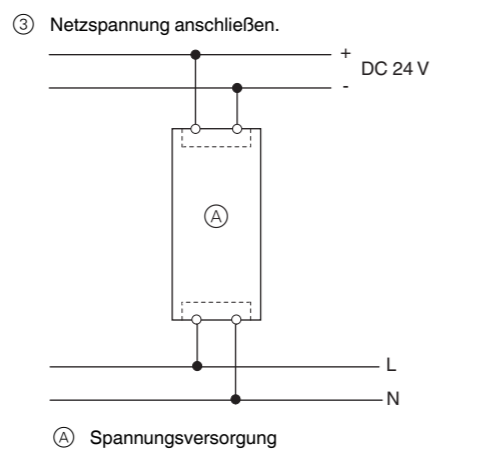 ③ Netzspannung anschließen.
+
DC 24 V
-
A
L
N
Ⓐ Spannungsversorgung